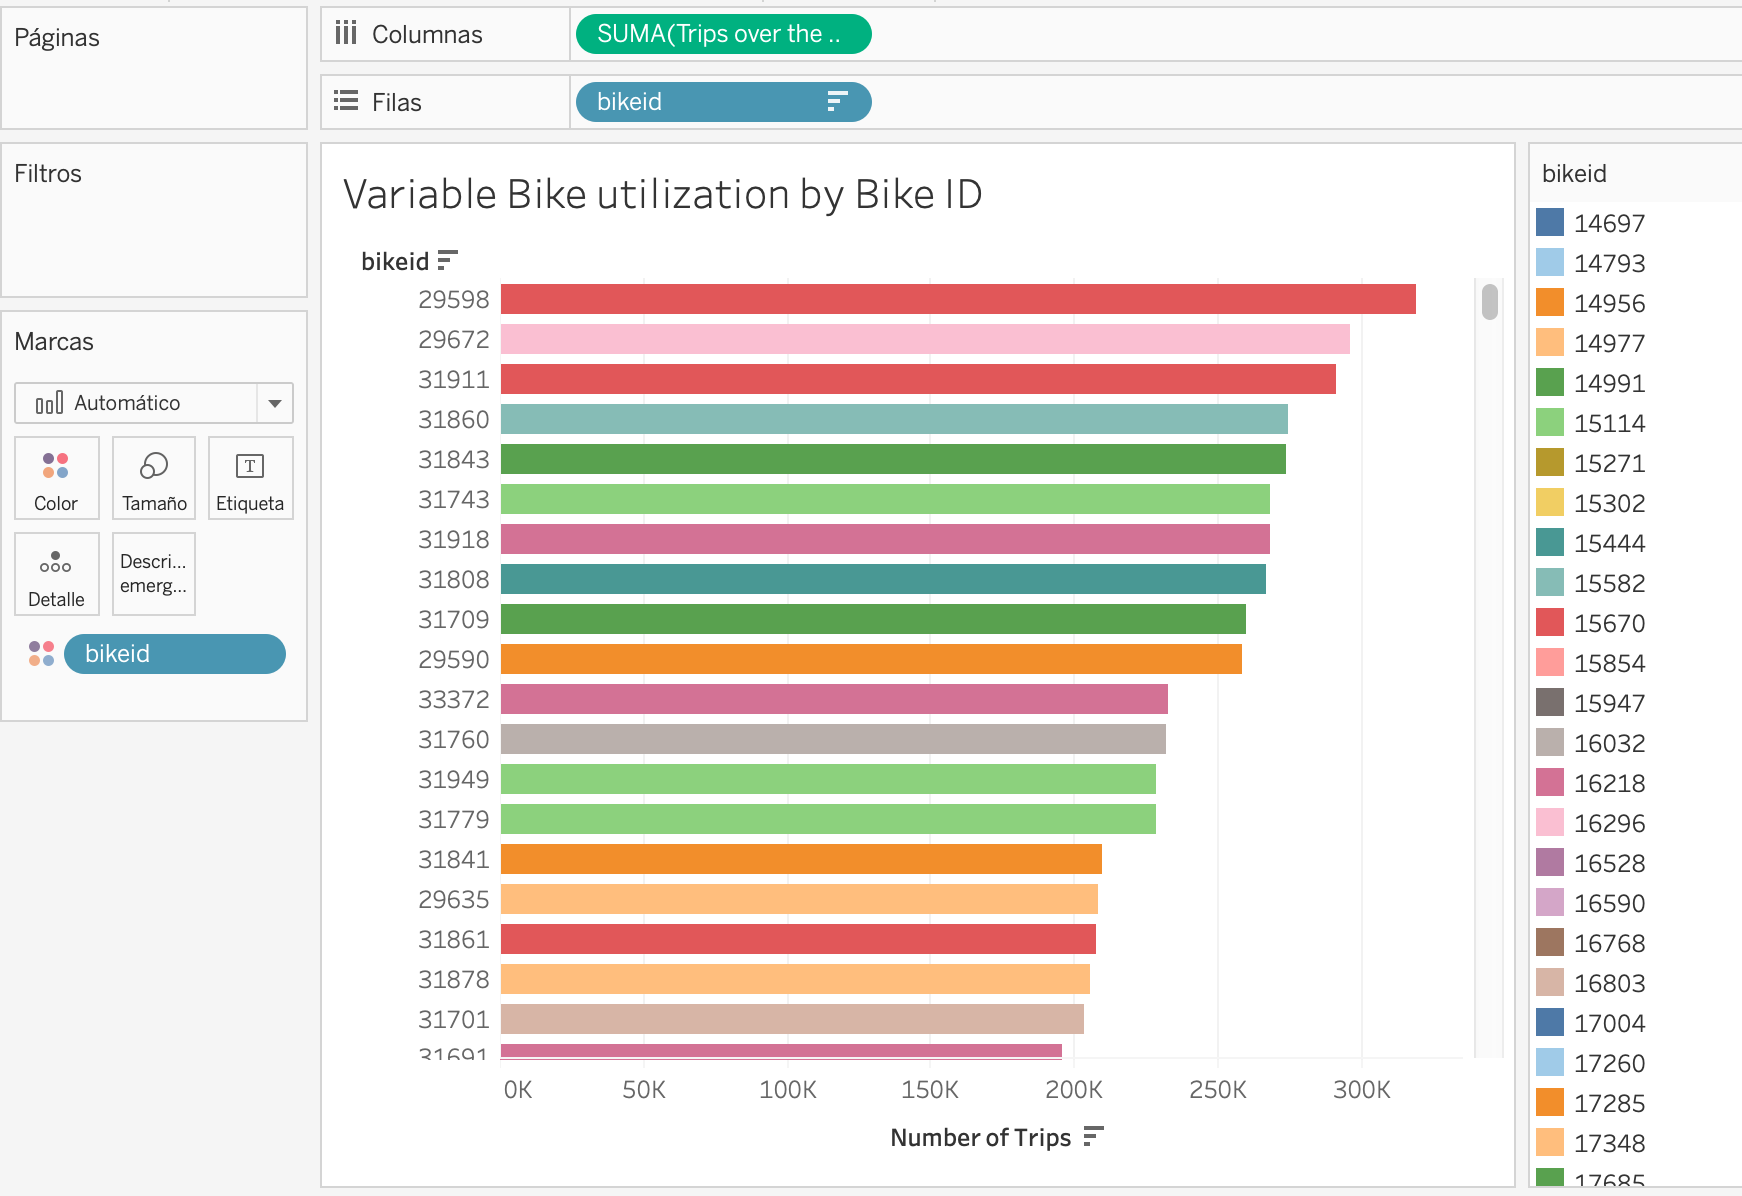 Páginas
Columnas
SUMA(Trips over the ..
Filas
bikeid
Filtros
Marcas
Automático
Color
Tamaño
Etiqueta
Detalle
Descri...
emerg...
bikeid
Variable Bike utilization by Bike ID
bikeid
29598
29672
31911
31860
31843
31743
31918
31808
31709
29590
33372
31760
31949
31779
31841
29635
31861
31878
31701
31691
0K 50K 100K 150K 200K 250K 300K
Number of Trips
bikeid
14697
14793
14956
14977
14991
15114
15271
15302
15444
15582
15670
15854
15947
16032
16218
16296
16528
16590
16768
16803
17004
17260
17285
17348
17685